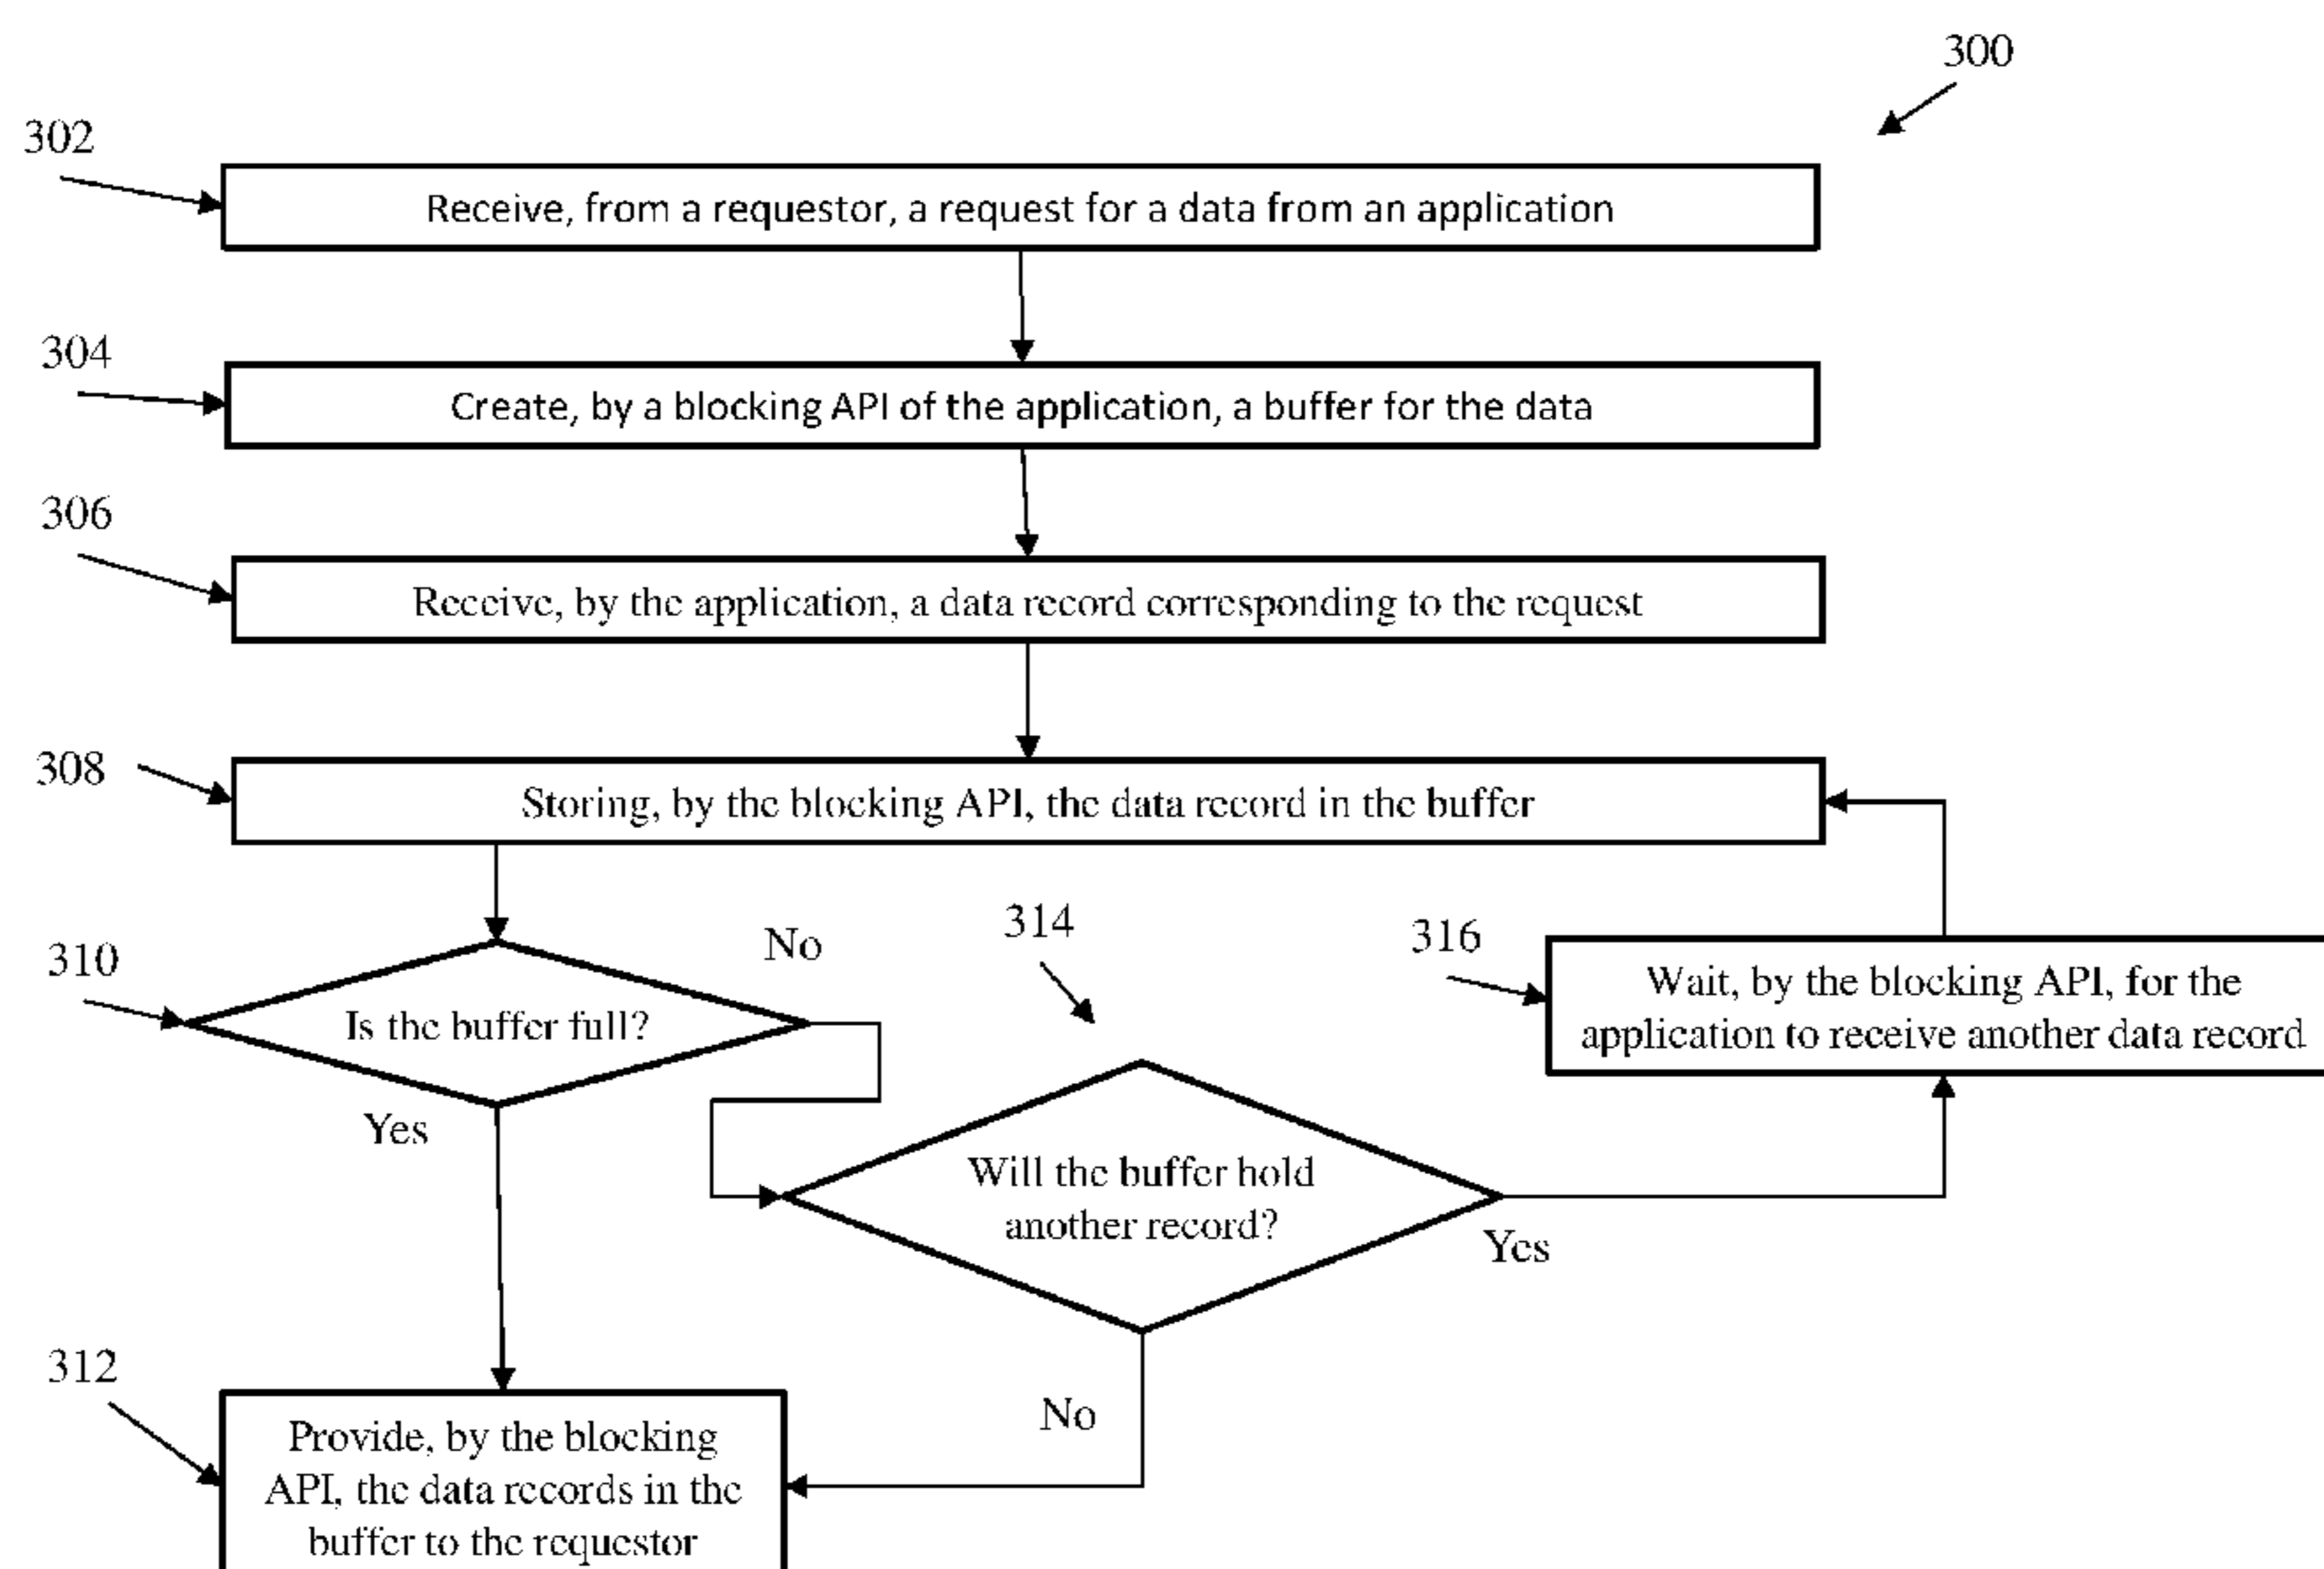 300
302
Receive, from a requestor, a request for a data from an application
304
Create, by a blocking API of the application, a buffer for the data
306
Receive, by the application, a data record corresponding to the request
308
Storing, by the blocking API, the data record in the buffer
310
Is the buffer full?
No
Yes
314
Will the buffer hold
another record?
Yes
No
316
Wait, by the blocking API, for the
application to receive another data record
312
Provide, by the blocking
API, the data records in the
buffer to the requestor